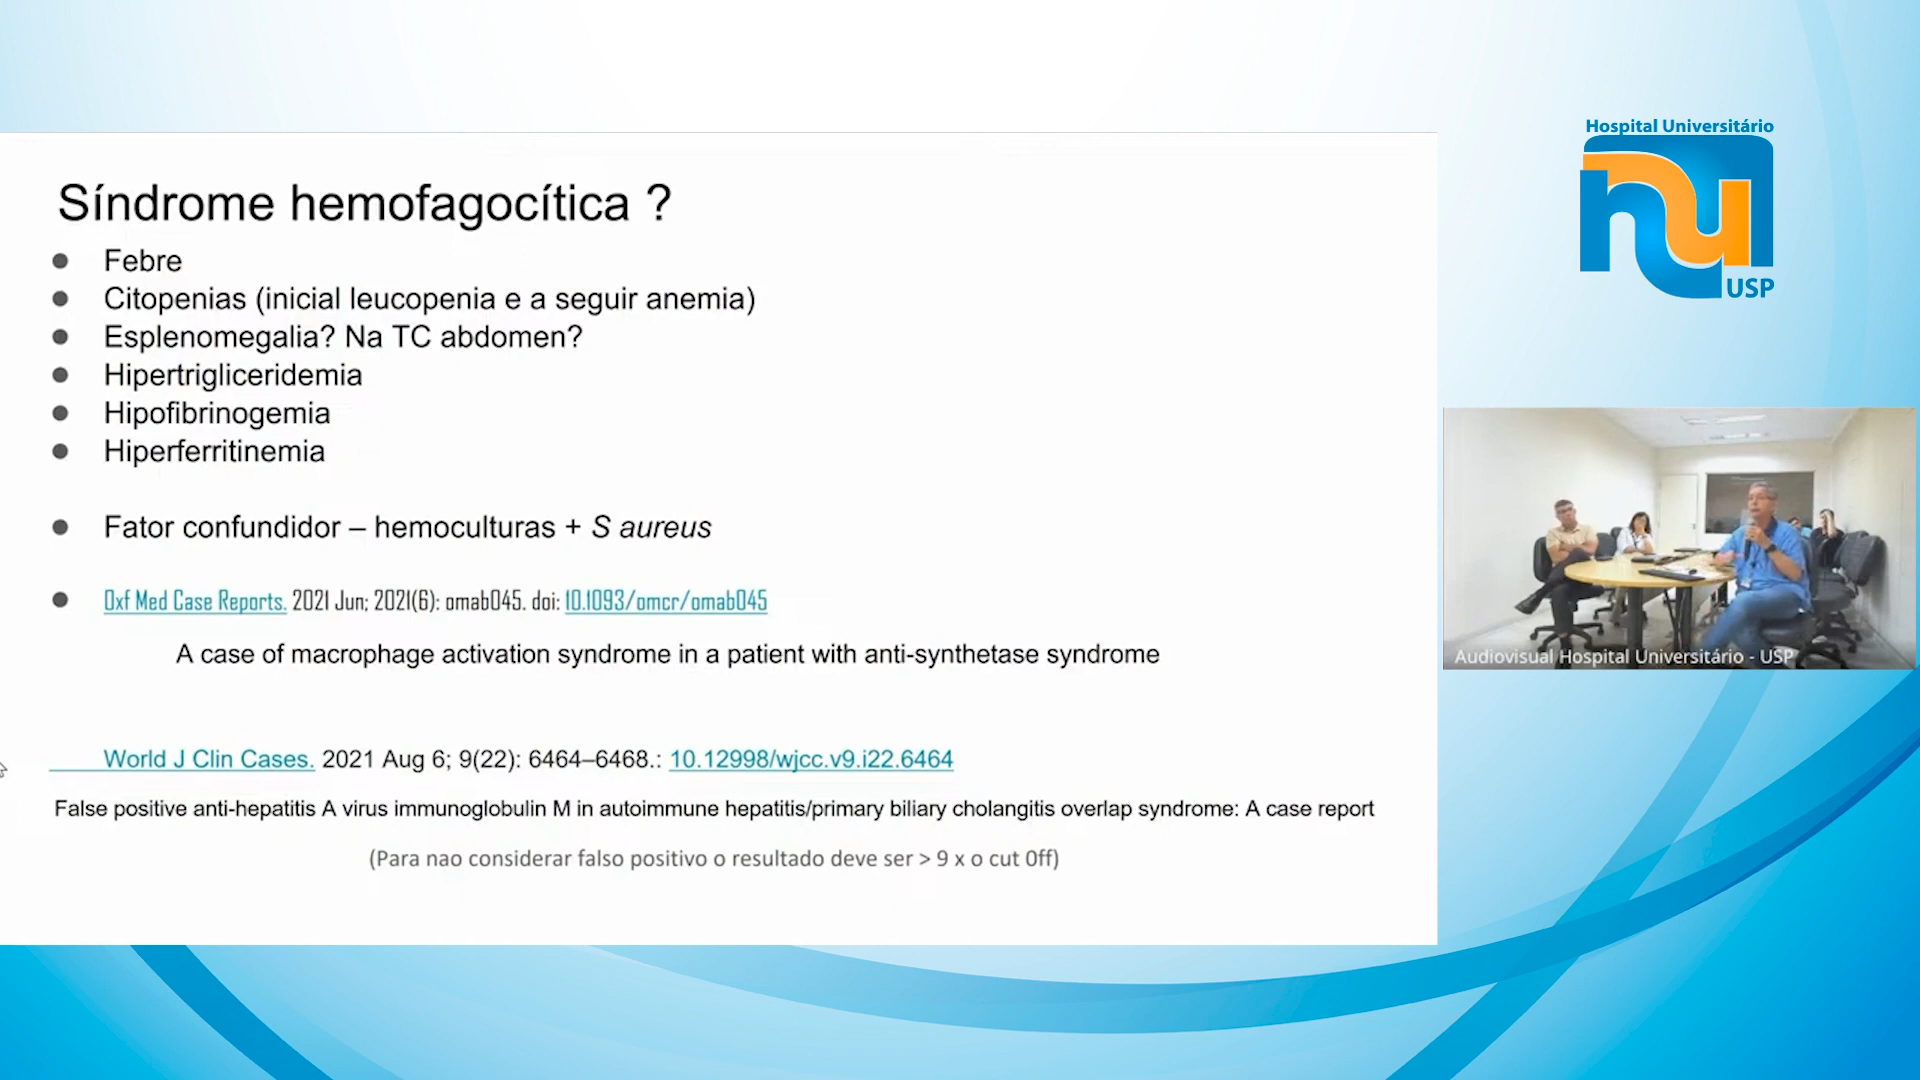 Hospital Universitário
hu
USP
Síndrome hemofagocítica ?
Febre
Citopenias (inicial leucopenia e a seguir anemia)
Esplenomegalia? Na TC abdomen?
Hipertrigliceridemia
Hipofibrinogemia
Hiperferritinemia
Fator confundidor – hemoculturas + S aureus
Oxf Med Case Reports. 2021 Jun; 2021(6): omab045. doi: 10.1093/omcr/omab045
A case of macrophage activation syndrome in a patient with anti-synthetase syndrome
World J Clin Cases. 2021 Aug 6; 9(22): 6464–6468.: 10.12998/wjcc.v9.i22.6464
False positive anti-hepatitis A virus immunoglobulin M in autoimmune hepatitis/primary biliary cholangitis overlap syndrome: A case report
(Para nao considerar falso positivo o resultado deve ser > 9 x o cut 0ff)
Audiovisual Hospital Universitário - USP